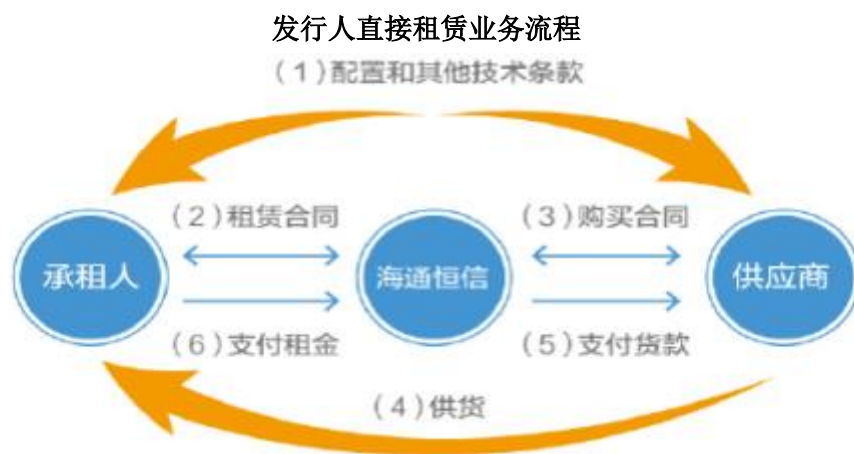 发行人直接租赁业务流程
（1）配置和其他技术条款
（2）租赁合同
（3）购买合同
承租人
海通恒信
供应商
（6）支付租金
（5）支付货款
（4）供货